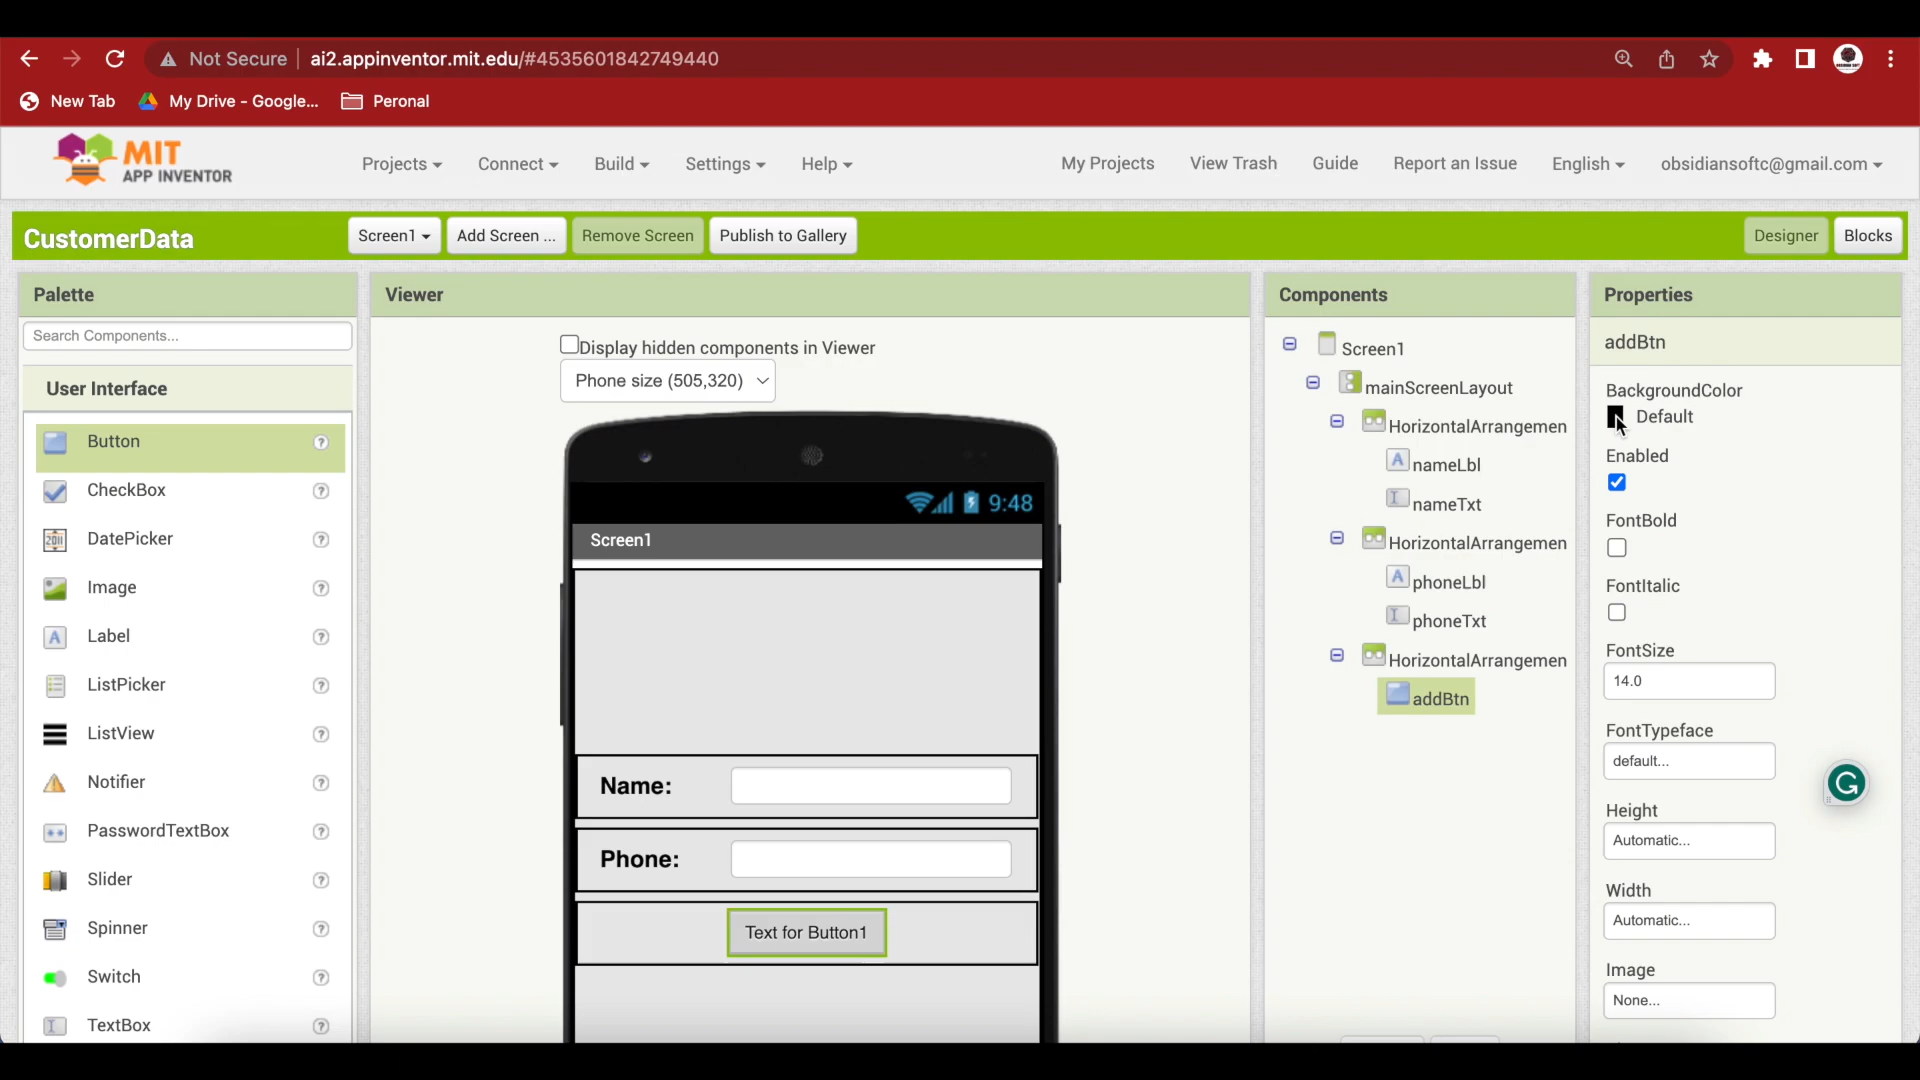 Not Secure ai2.appinventor.mit.edu/#4535601842749440
New Tab My Drive - Google... Peronal
MIT
APP INVENTOR
Projects Connect Build Settings Help My Projects View Trash Guide Report an Issue English obsidiansoftc@gmail.com
CustomerData Screen1 Add Screen ... Remove Screen Publish to Gallery Designer Blocks
Palette
Search Components...
User Interface
Button ?
CheckBox ?
2011 DatePicker ?
Image ?
A Label ?
ListPicker ?
ListView ?
Notifier ?
PasswordTextBox ?
Slider ?
Spinner ?
Switch ?
TextBox ?
Viewer
Display hidden components in Viewer
Phone size (505,320)
9:48
Screen1
Name:
Phone:
Text for Button1
Components
Screen1
mainScreenLayout
HorizontalArrangemen
A nameLbl
nameTxt
HorizontalArrangemen
A phoneLbl
phoneTxt
HorizontalArrangemen
addBtn
Properties
addBtn
BackgroundColor
Default
Enabled
FontBold
FontItalic
FontSize
14.0
FontTypeface
default...
Height
Automatic...
Width
Automatic...
Image
None...